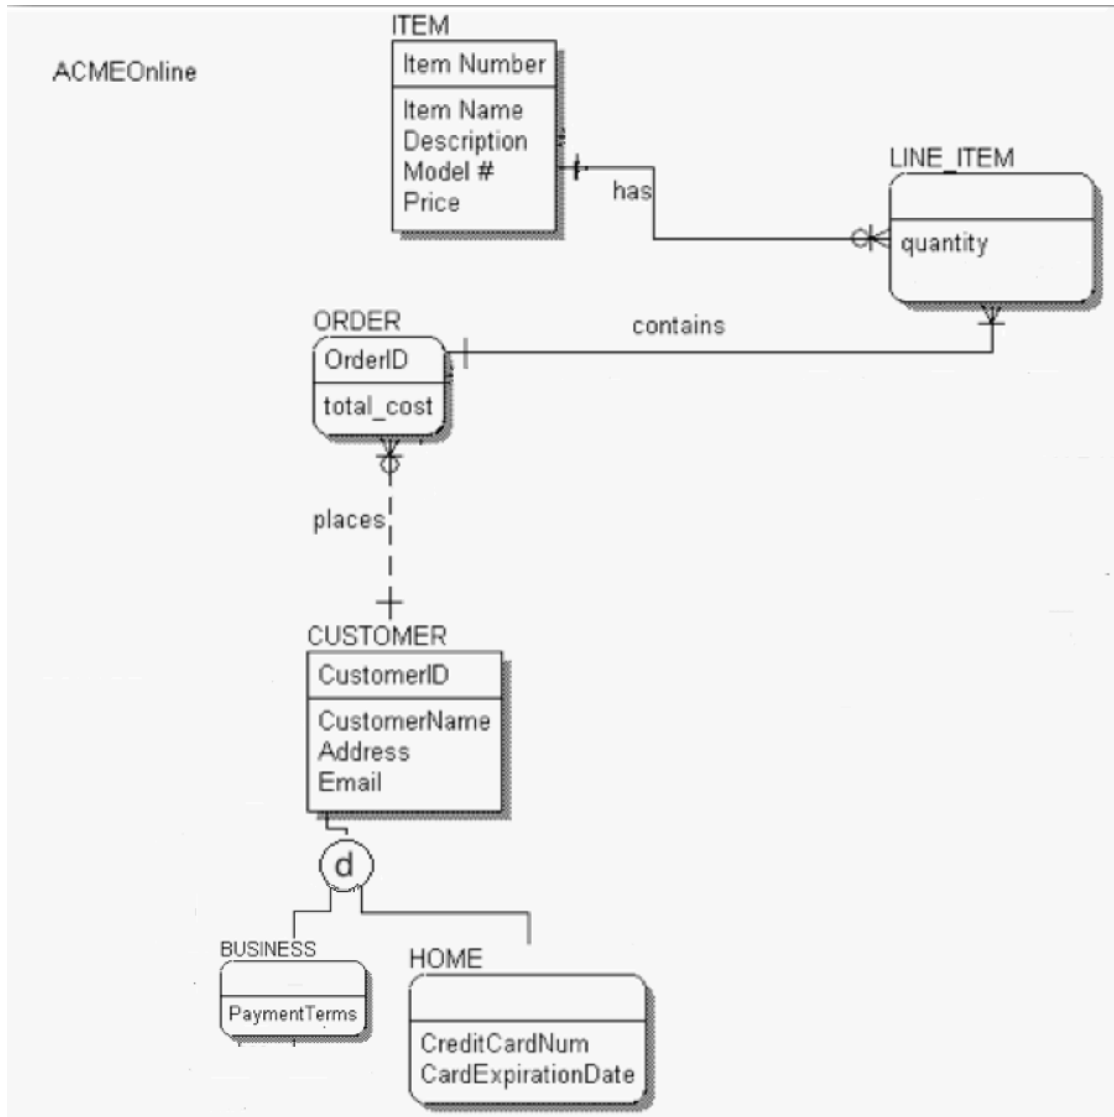 ITEM
ACMEOnline
Item Number
Item Name
Description
Model #
Price
has
LINE_ITEM
quantity
ORDER
contains
OrderID
total_cost
places
CUSTOMER
CustomerID
CustomerName
Address
Email
d
BUSINESS
PaymentTerms
HOME
CreditCardNum
CardExpirationDate